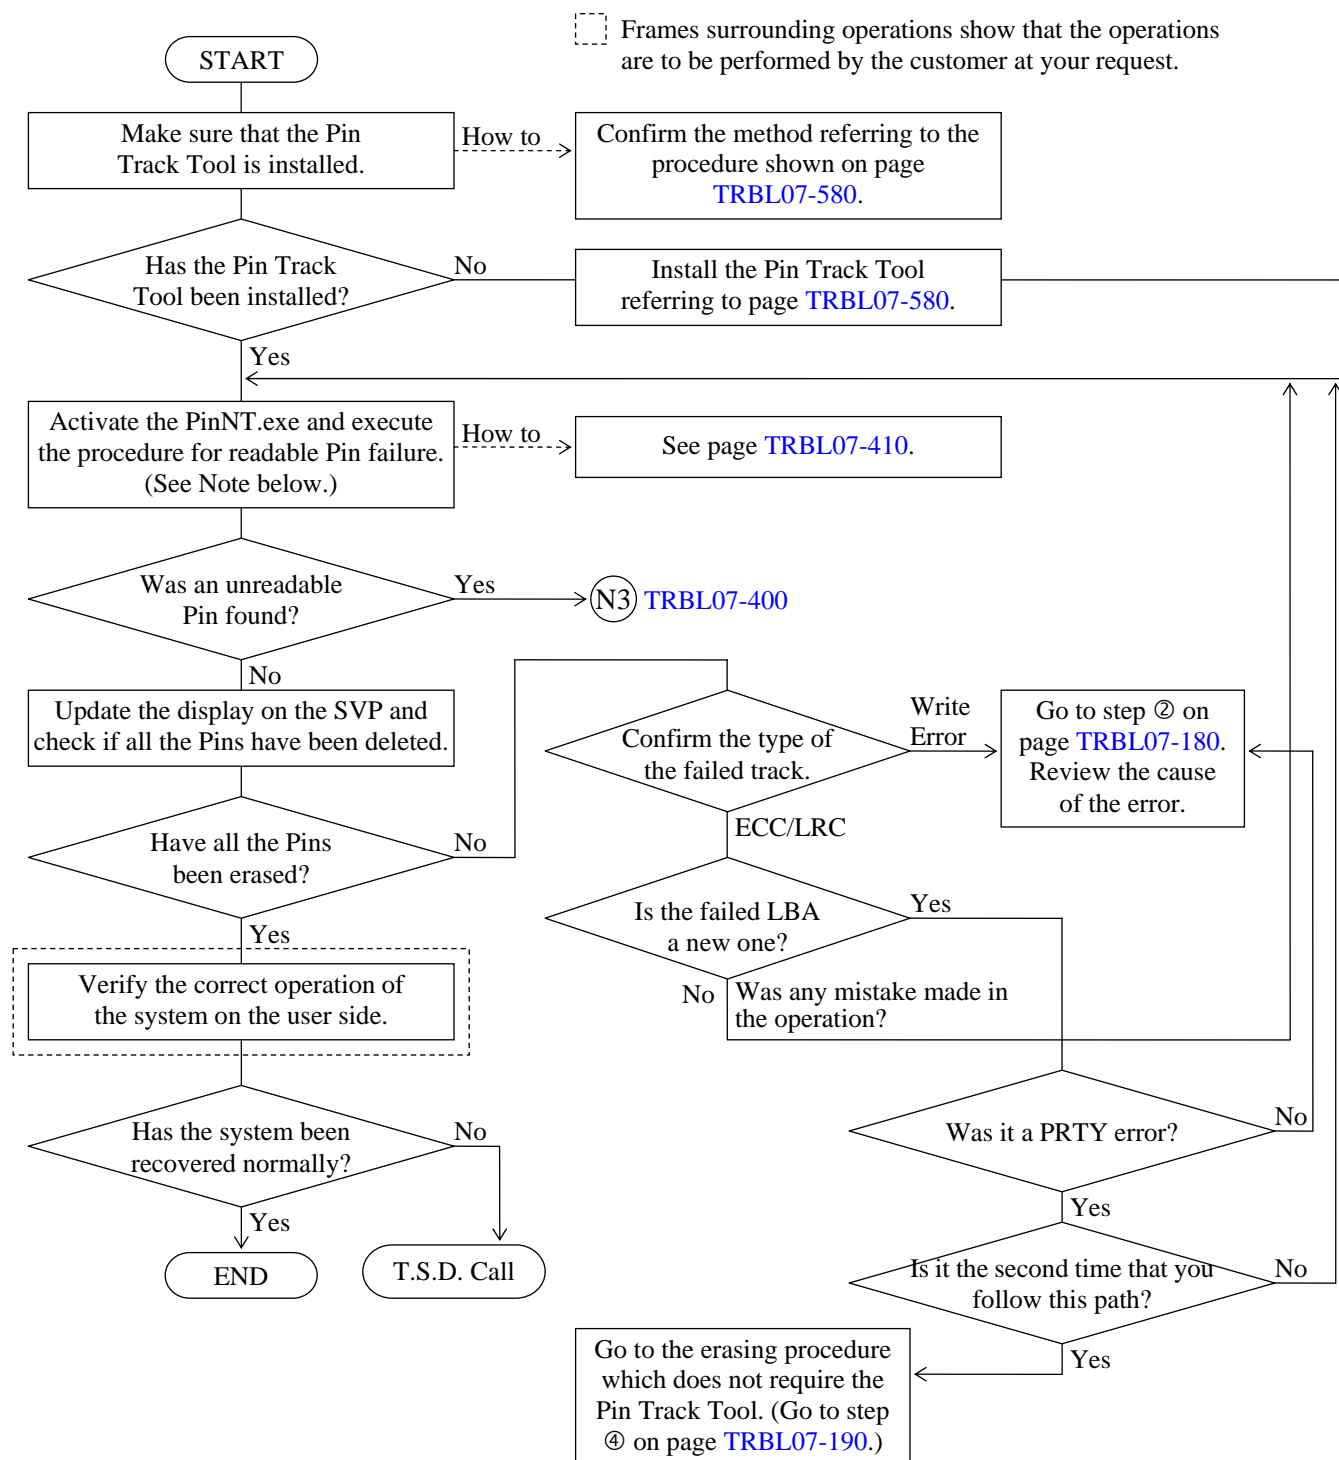 Frames surrounding operations show that the operations
are to be performed by the customer at your request.
START
Make sure that the Pin
Track Tool is installed.
How to
Confirm the method referring to the
procedure shown on page
TRBL07-580.
Has the Pin Track
Tool been installed?
No
Install the Pin Track Tool
referring to page TRBL07-580.
Yes
Activate the PinNT.exe and execute
the procedure for readable Pin failure.
(See Note below.)
How to
See page TRBL07-410.
Was an unreadable
Pin found?
Yes
N3 TRBL07-400
No
Update the display on the SVP and
check if all the Pins have been deleted.
Have all the Pins
been erased?
No
Confirm the type of
the failed track.
Write
Error
Go to step ② on
page TRBL07-180.
Review the cause
of the error.
ECC/LRC
Is the failed LBA
a new one?
Yes
No
Was any mistake made in
the operation?
Yes
Verify the correct operation of
the system on the user side.
Has the system been
recovered normally?
No
Yes
END
T.S.D. Call
Was it a PRTY error?
No
Yes
Is it the second time that you
follow this path?
No
Yes
Go to the erasing procedure
which does not require the
Pin Track Tool. (Go to step
④ on page TRBL07-190.)